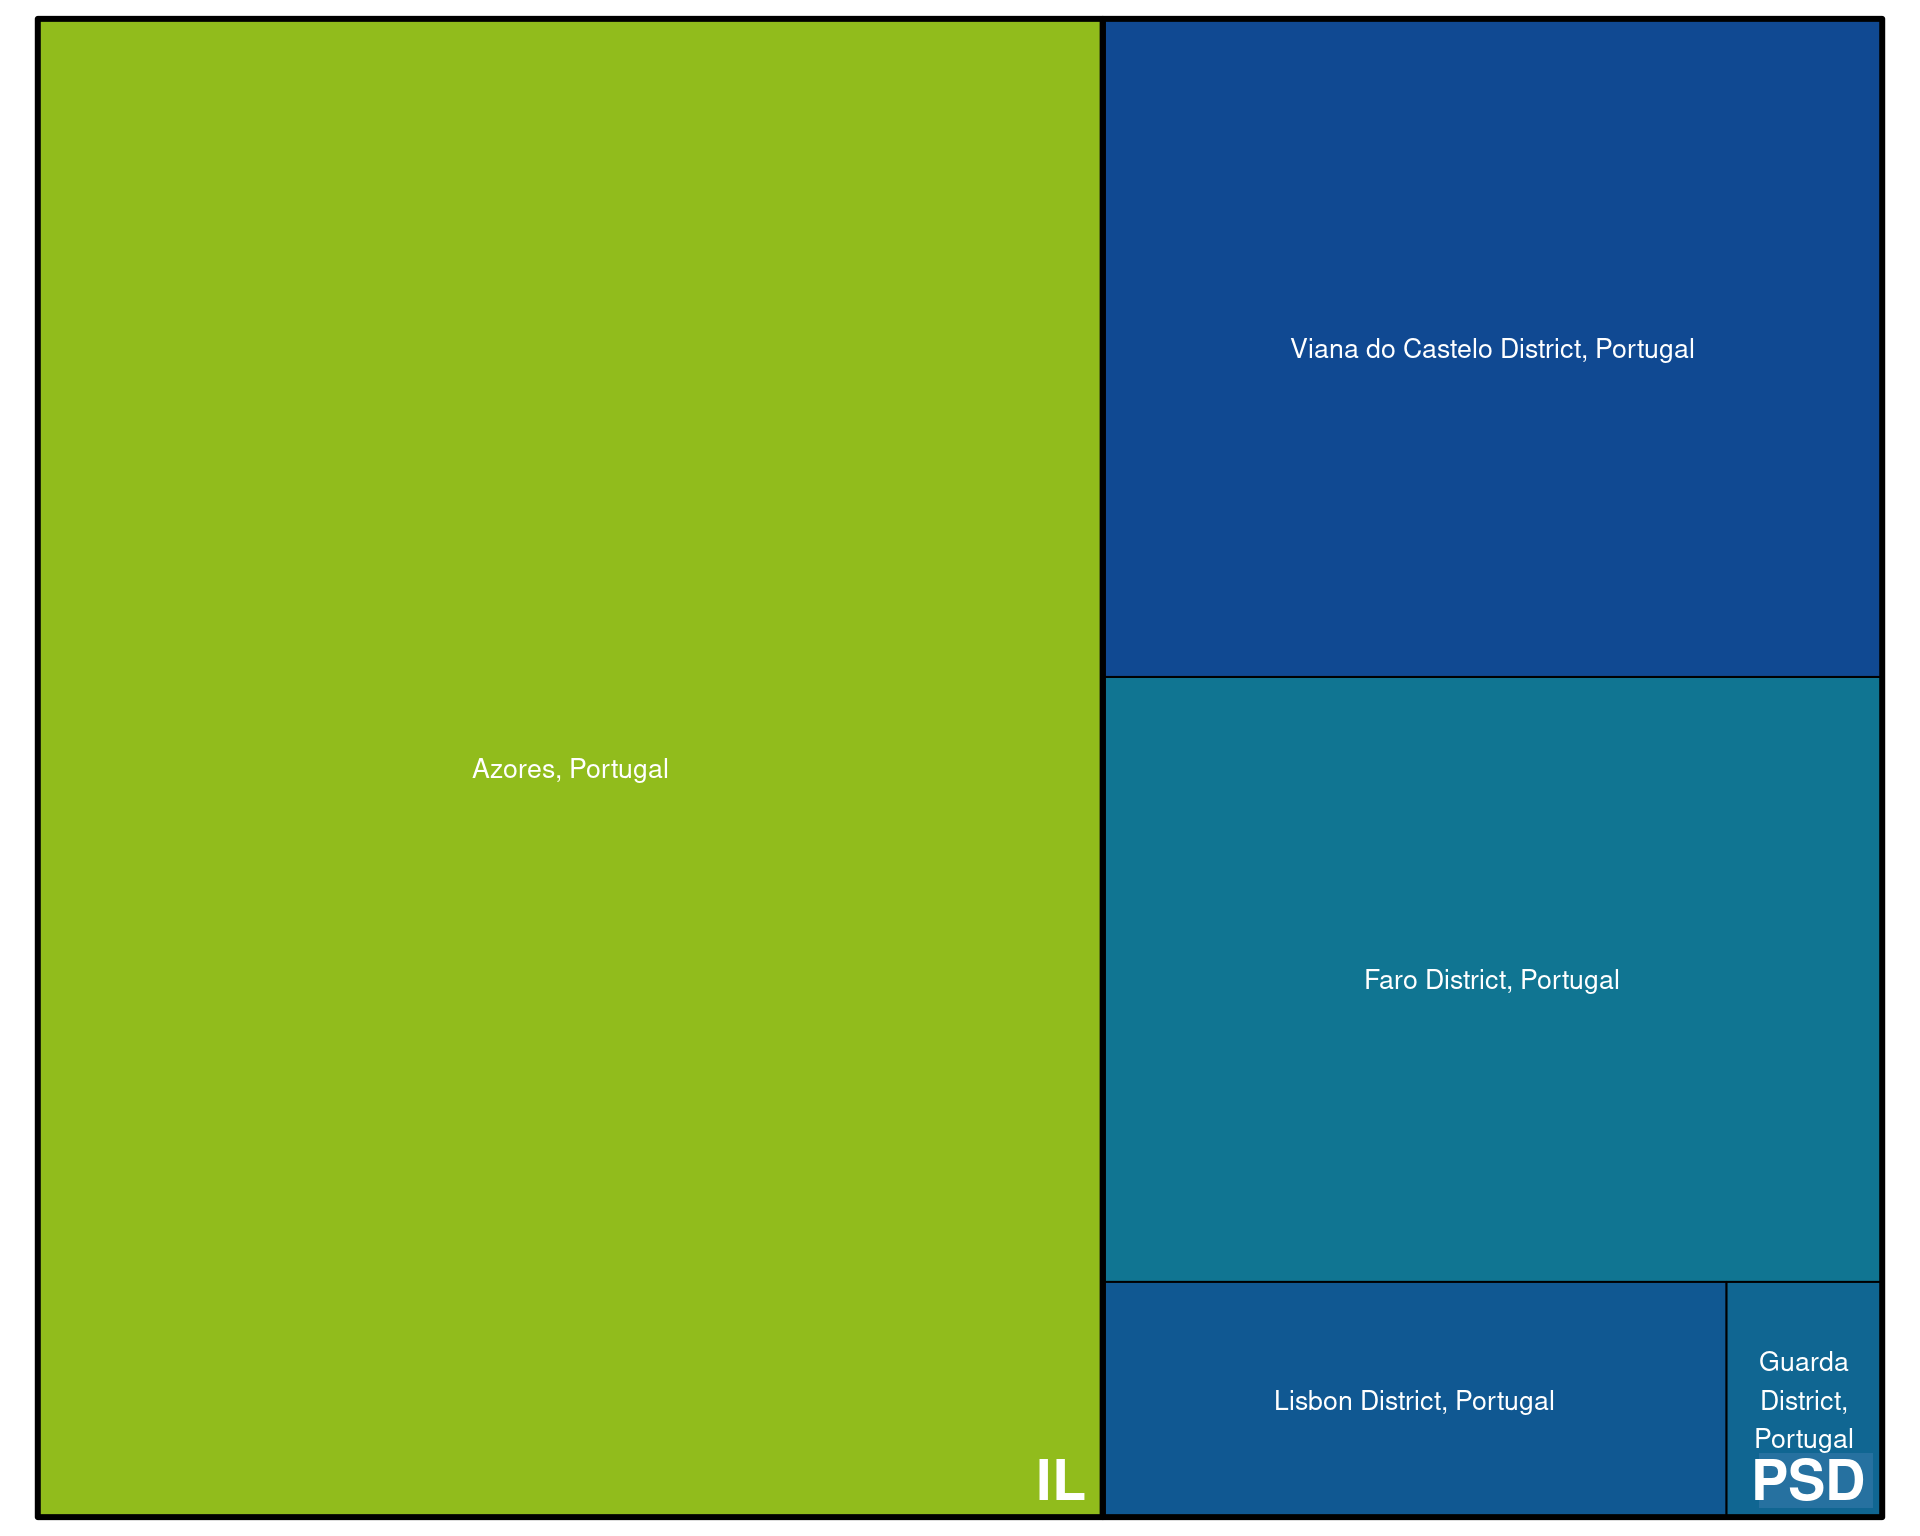 Azores, Portugal
IL
Viana do Castelo District, Portugal
Faro District, Portugal
Lisbon District, Portugal
Guarda
District,
Portugal
PSD